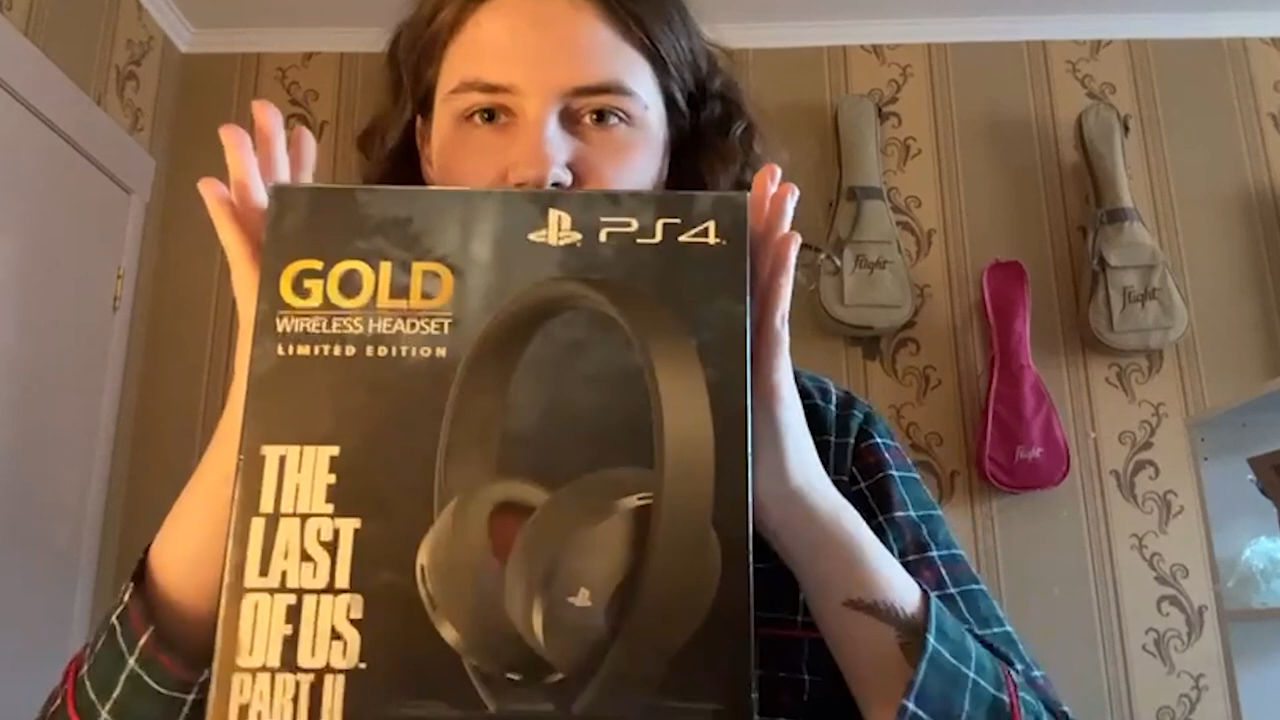 PS4
GOLD
WIRELESS HEADSET
LIMITED EDITION
THE
LAST
OF US
PART II
flight
flight
flight